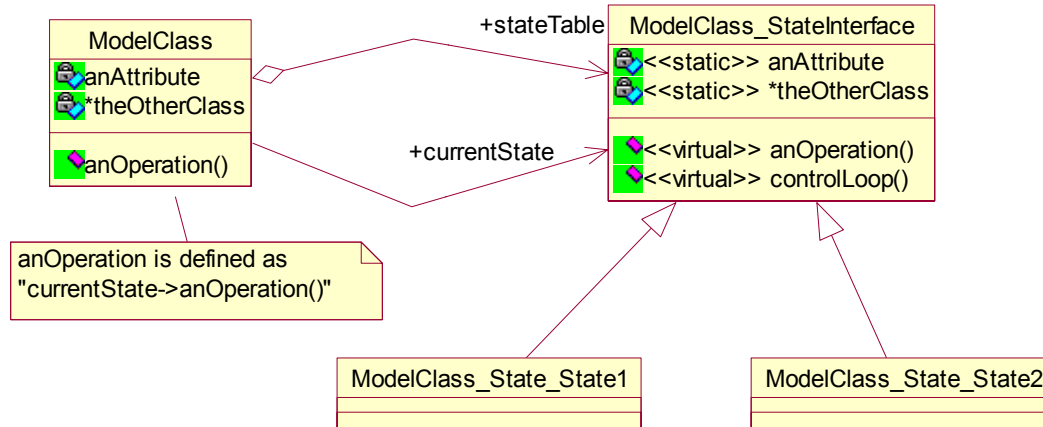 ModelClass
anAttribute
*theOtherClass
anOperation()
+stateTable
+currentState
ModelClass_StateInterface
<<static>> anAttribute
<<static>> *theOtherClass
<<virtual>> anOperation()
<<virtual>> controlLoop()
anOperation is defined as
"currentState->anOperation()"
ModelClass_State_State1
ModelClass_State_State2